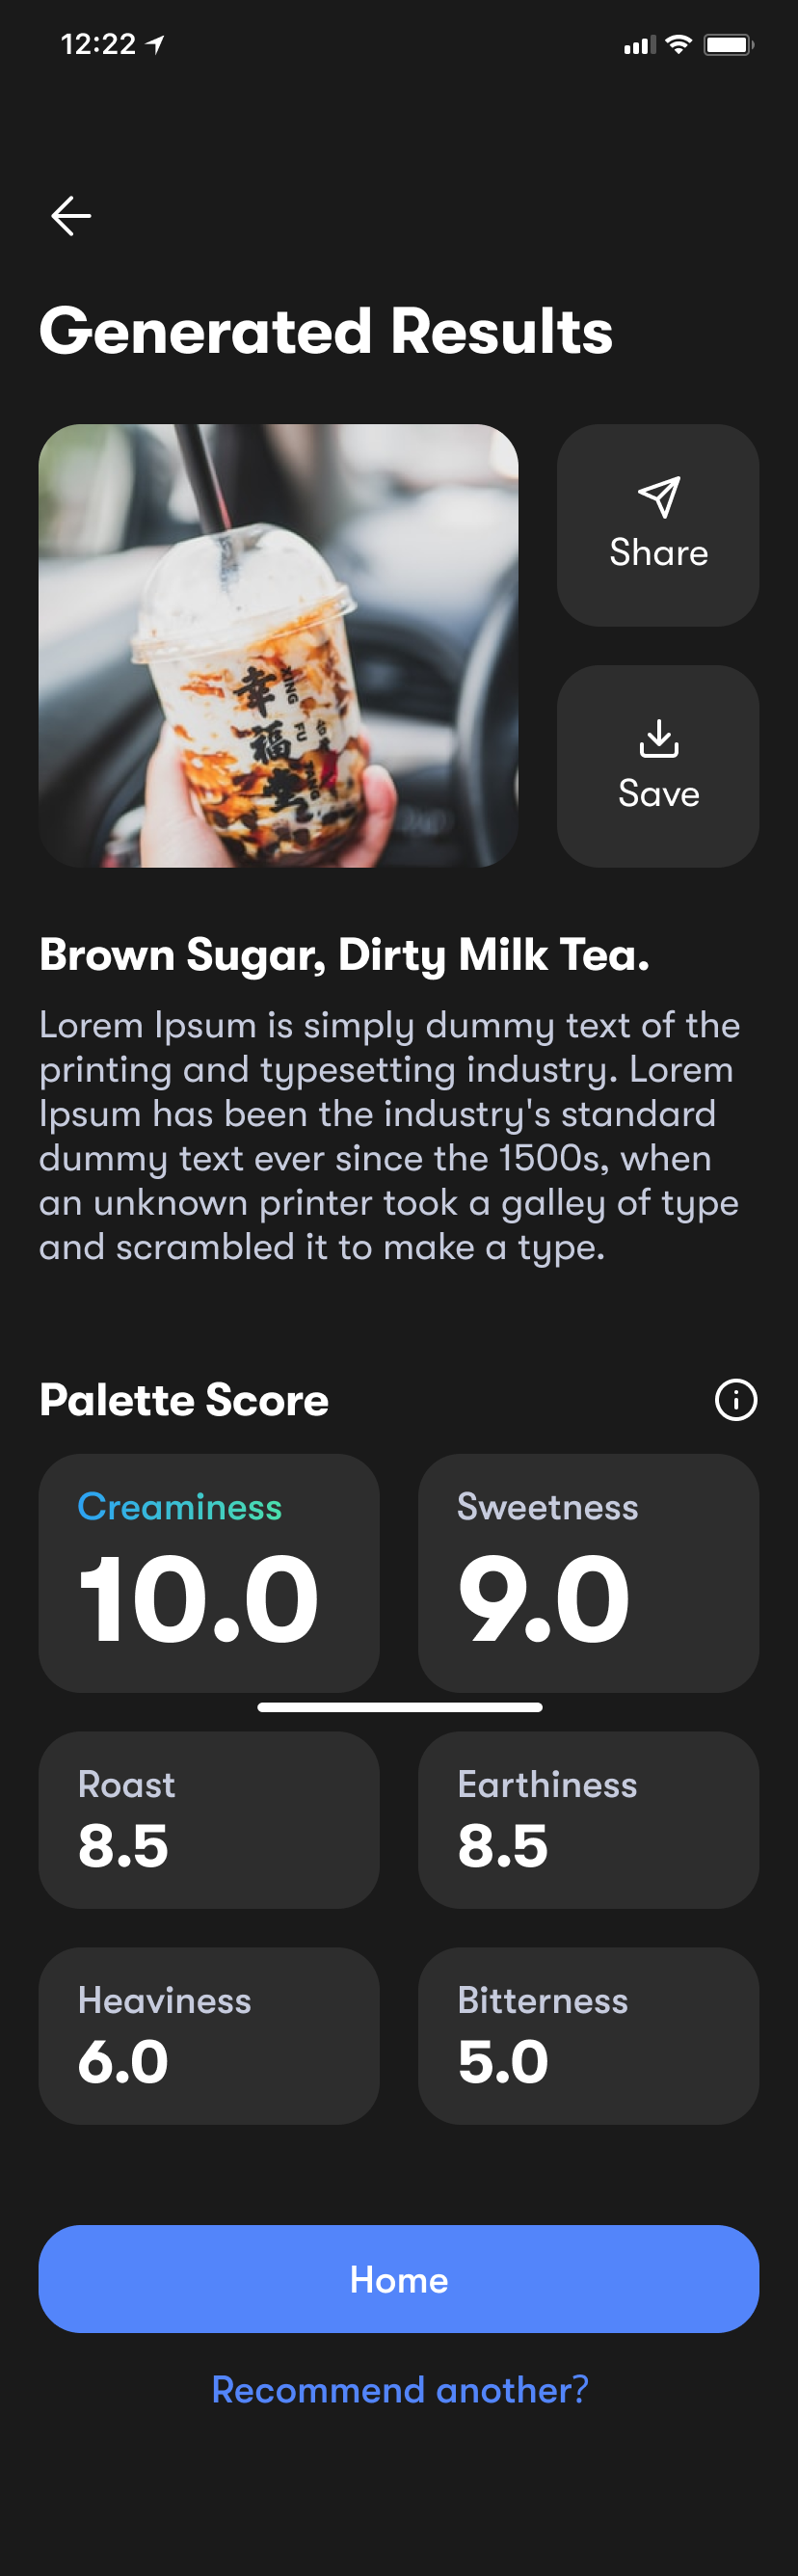 12:22
Generated Results
幸福堂
XING FU TANG
Share
Save
Brown Sugar, Dirty Milk Tea.
Lorem Ipsum is simply dummy text of the
printing and typesetting industry. Lorem
Ipsum has been the industry's standard
dummy text ever since the 1500s, when
an unknown printer took a galley of type
and scrambled it to make a type.
Palette Score
Creaminess
Sweetness
10.0
9.0
Roast
Earthiness
8.5
8.5
Heaviness
Bitterness
6.0
5.0
Home
Recommend another?